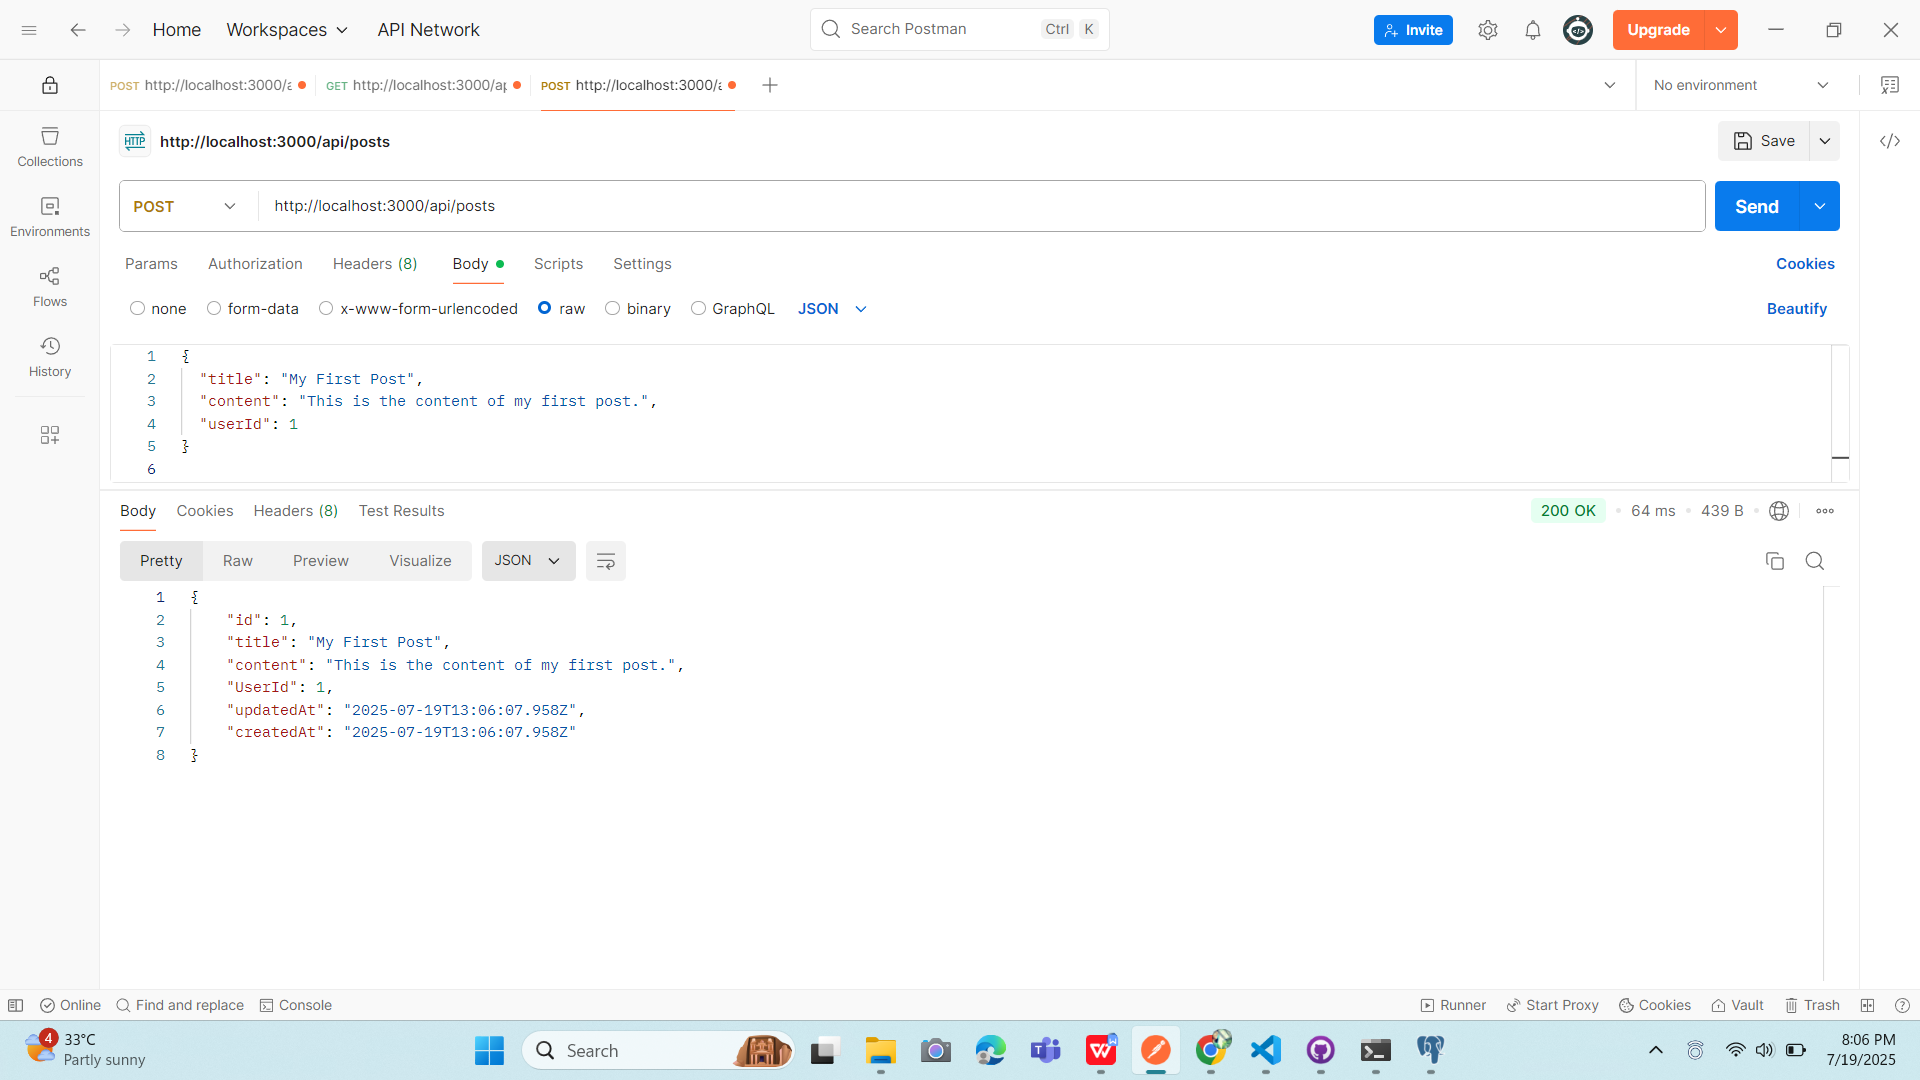 Home Workspaces API Network Search Postman Ctrl K Invite Upgrade
POST http://localhost:3000/a GET http://localhost:3000/ap POST http://localhost:3000/a No environment
Collections
Environments
Flows
History
HTTP http://localhost:3000/api/posts Save
POST http://localhost:3000/api/posts Send
Params Authorization Headers (8) Body Scripts Settings Cookies
none form-data x-www-form-urlencoded raw binary GraphQL JSON Beautify
1 {
2 "title": "My First Post",
3 "content": "This is the content of my first post.",
4 "userId": 1
5 }
6
Body Cookies Headers (8) Test Results 200 OK • 64 ms • 439 B
Pretty Raw Preview Visualize JSON
1 {
2 "id": 1,
3 "title": "My First Post",
4 "content": "This is the content of my first post.",
5 "UserId": 1,
6 "updatedAt": "2025-07-19T13:06:07.958Z",
7 "createdAt": "2025-07-19T13:06:07.958Z"
8 }
Online Find and replace Console Runner Start Proxy Cookies Vault Trash
4 33°C
Partly sunny
Search
8:06 PM
7/19/2025